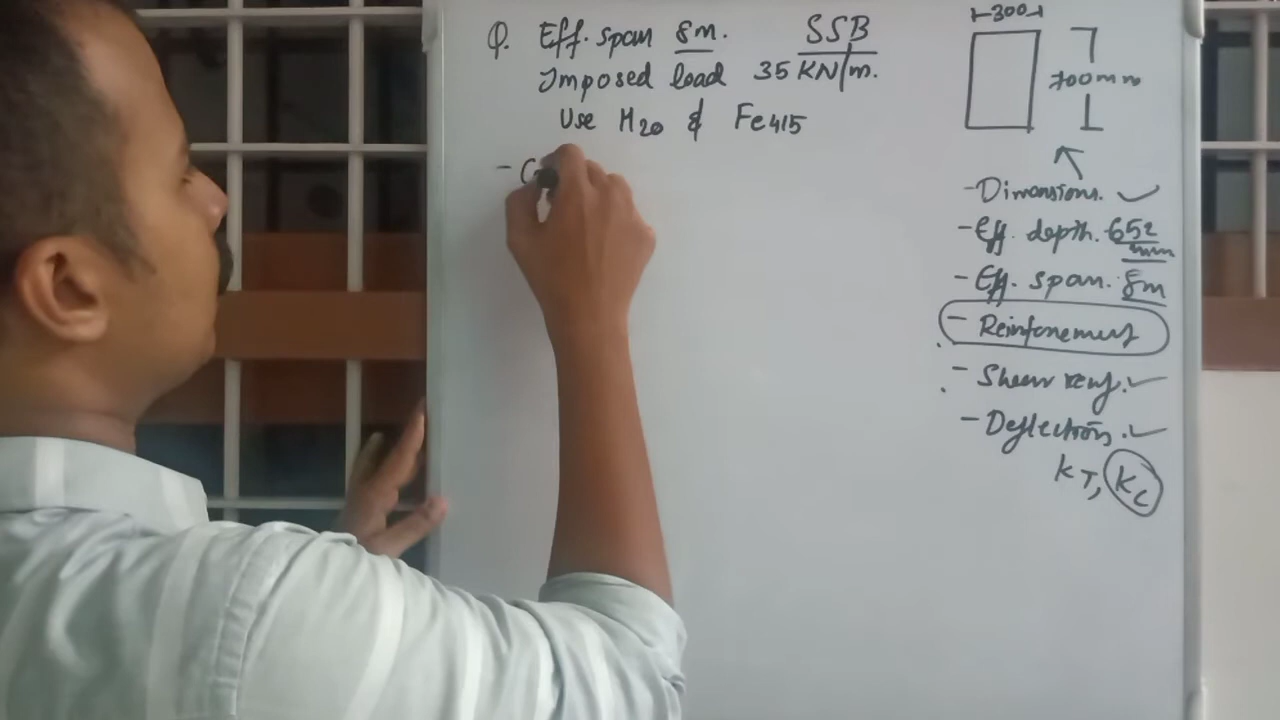 Q. Eff. span 8m. SSB
Imposed load 35 KN/m.
Use M20 & Fe415
- C
300
700mm
- Dimensions. ✓
- Eff. depth. 652 mm
- Eff. span. 8m
- Reinforcement
- Shear reinf. ✓
- Deflection. ✓
KT, KC